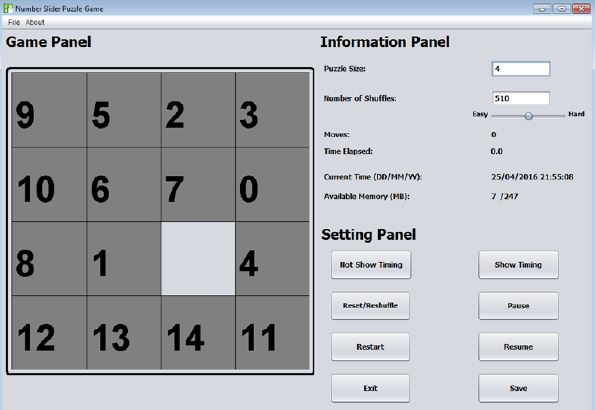 Number Slider Puzzle Game
File About
Game Panel
9 5 2 3
10 6 7 0
8 1 4
12 13 14 11
Information Panel
Puzzle Size: 4
Number of Shuffles: 510
Easy Hard
Moves: 0
Time Elapsed: 0.0
Current Time (DD/MM/YY): 25/04/2016 21:55:08
Available Memory (MB): 7 /247
Setting Panel
Not Show Timing Show Timing
Reset/Reshuffle Pause
Restart Resume
Exit Save